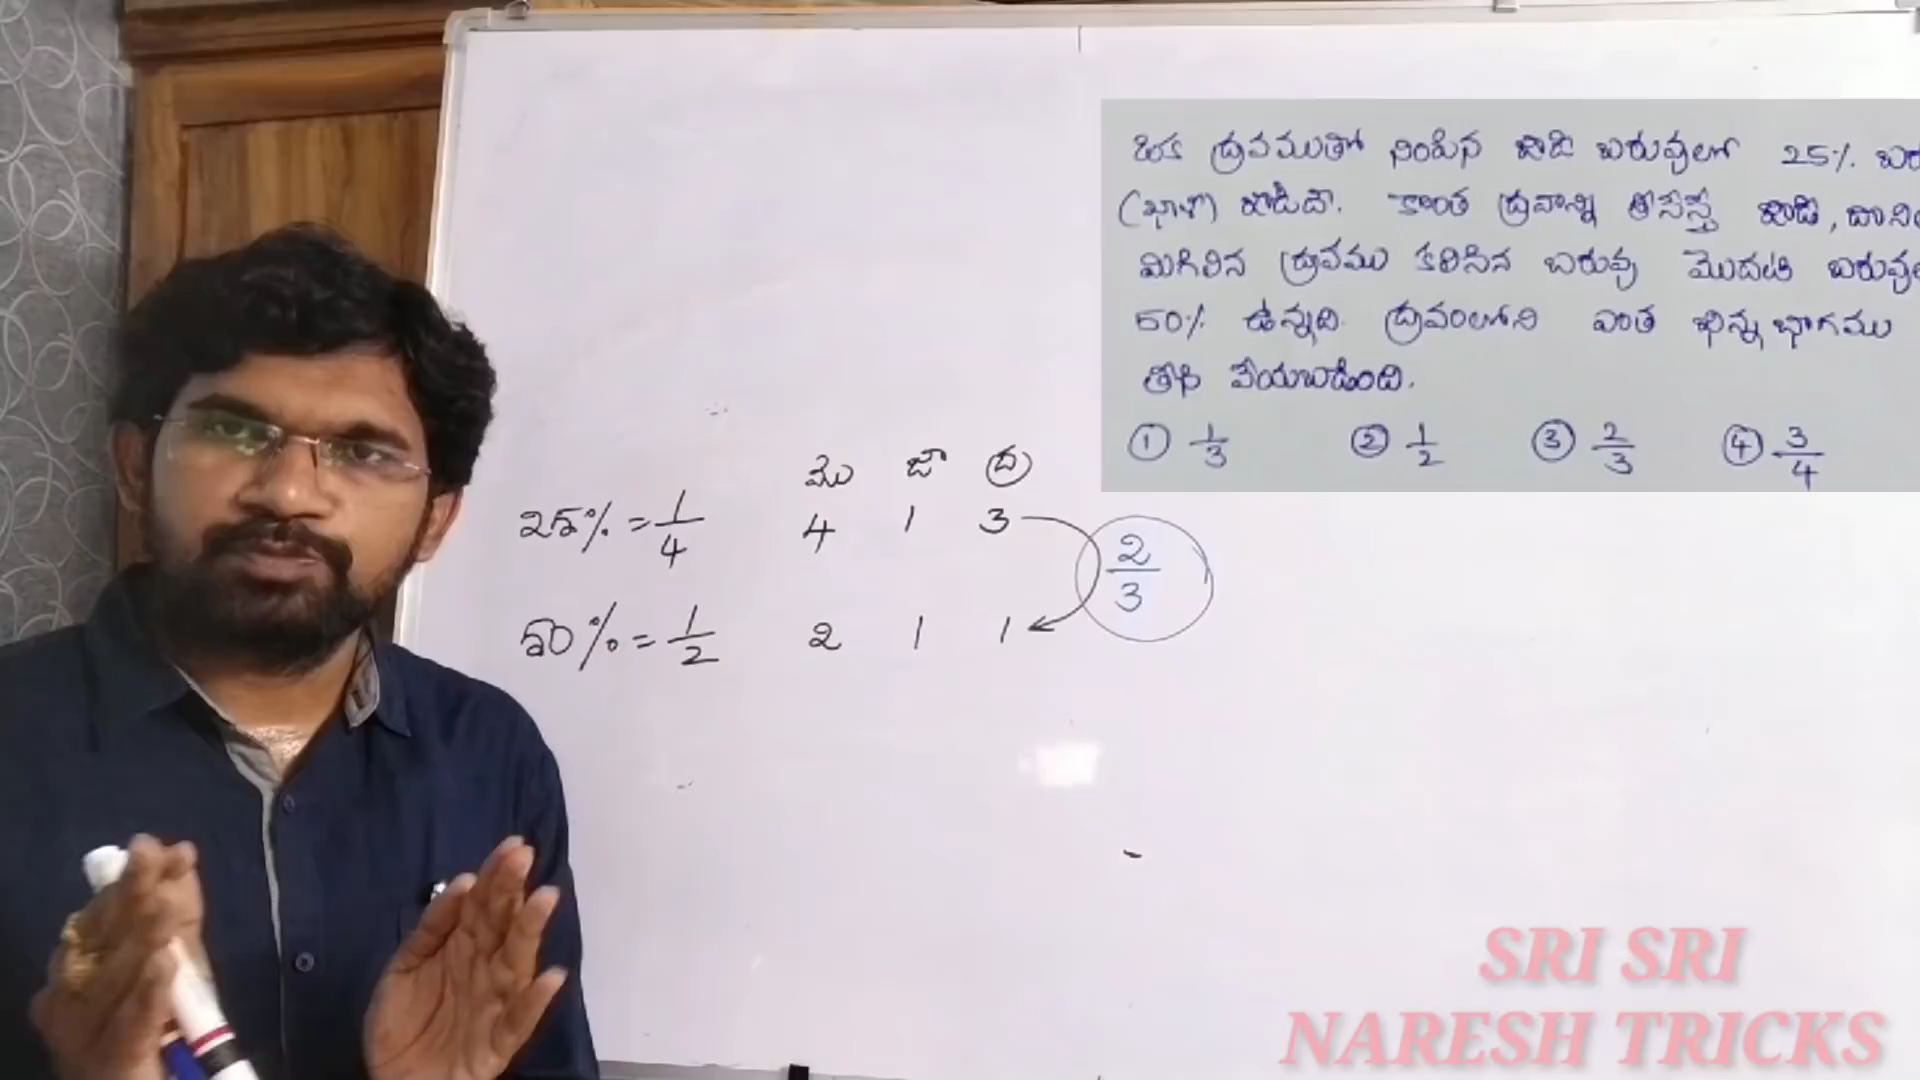 ఒక ద్రవముతో నిండిన జాడి బరువులో 25%
(ఖాళీ) జాడిదే. కొంత ద్రవాన్ని తీసేస్తే జాడి,
మిగిలిన ద్రవము కలిసిన బరువు మొదటి
50% ఉన్నది. ద్రవంలోని ఎంత భిన్న భాగము
తీసి వేయబడింది.
① 1/3 ② 1/2 ③ 2/3 ④ 3/4
మొ జా ద్ర
25% = 1/4 4 1 3
2/3
50% = 1/2 2 1 1
SRI SRI
NARESH TRICKS